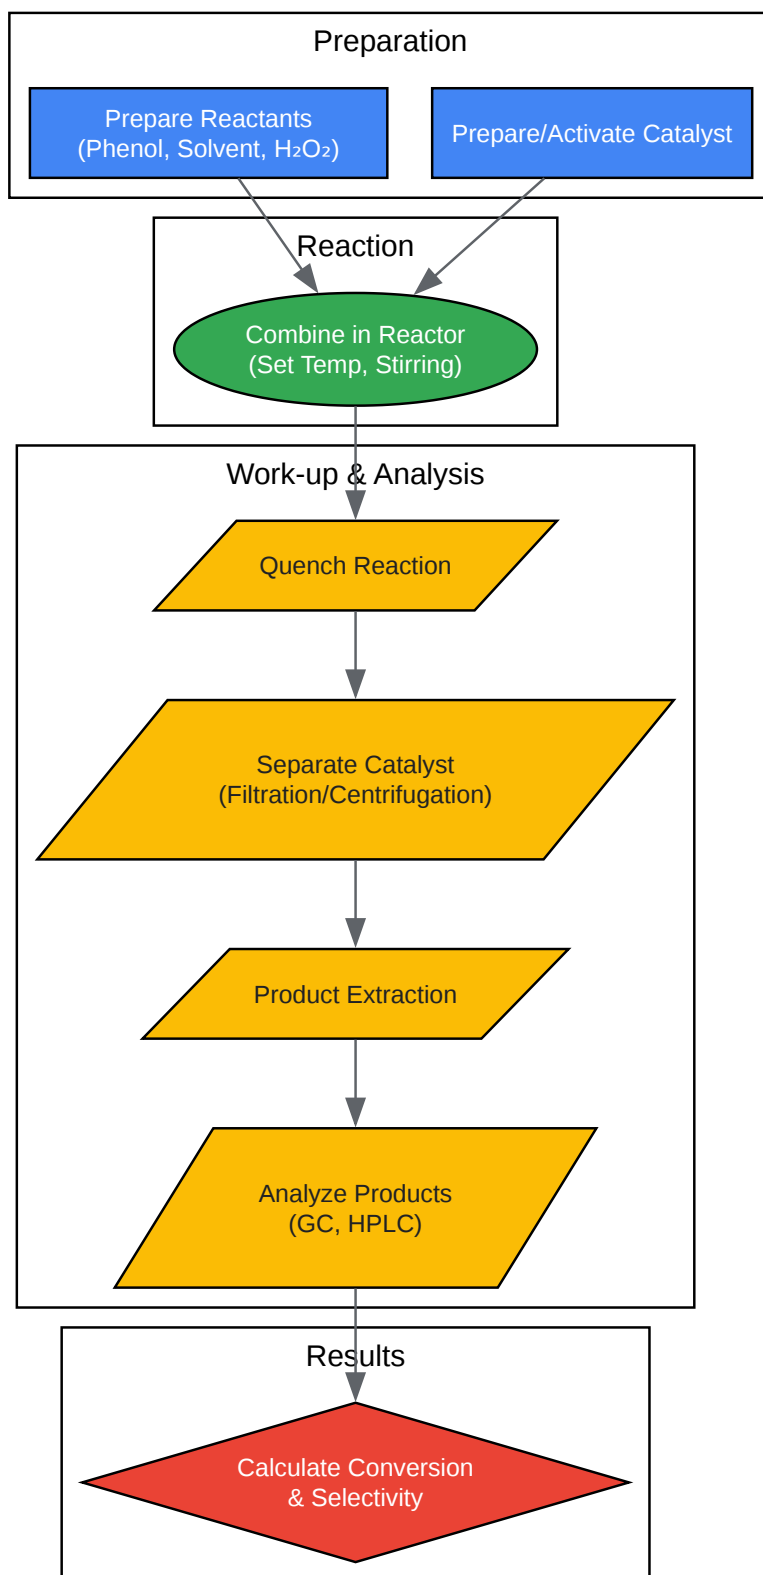 Preparation
Prepare Reactants
(Phenol, Solvent, H₂O₂)
Prepare/Activate Catalyst
Reaction
Combine in Reactor
(Set Temp, Stirring)
Work-up & Analysis
Quench Reaction
Separate Catalyst
(Filtration/Centrifugation)
Product Extraction
Analyze Products
(GC, HPLC)
Results
Calculate Conversion
& Selectivity